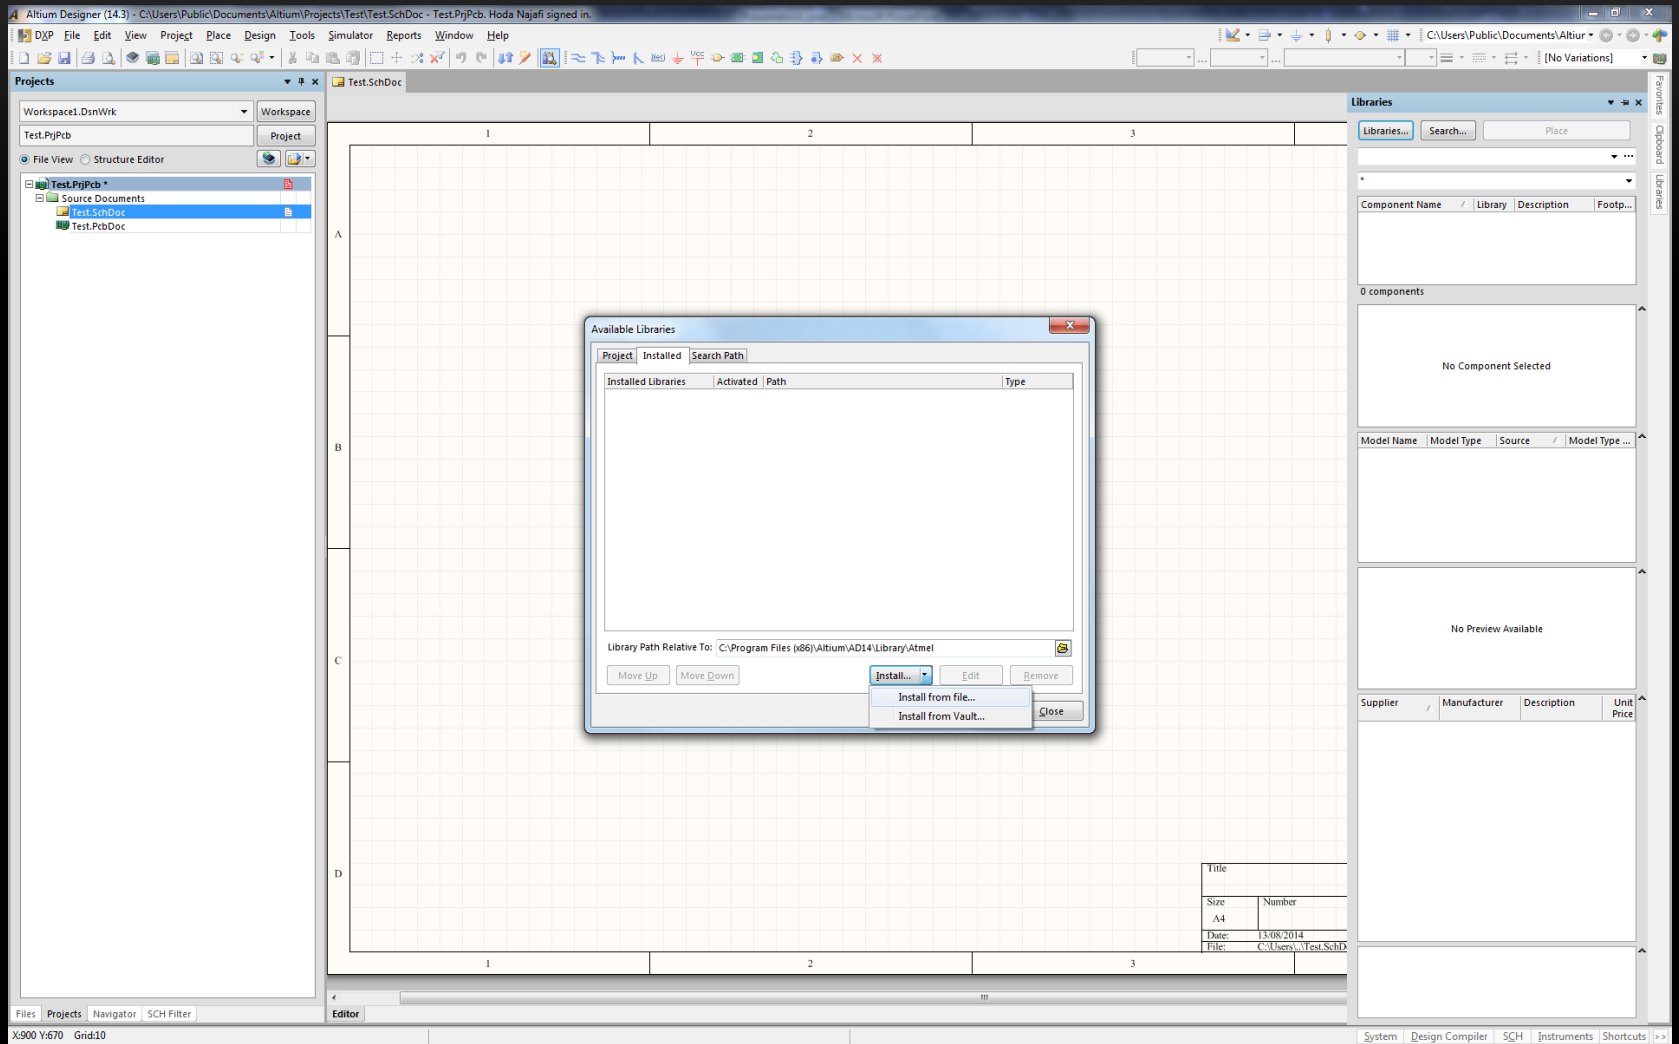 Altium Designer (14.3) - C:\Users\Public\Documents\Altium\Projects\Test\Test.SchDoc - Test.PrjPcb. Hoda Najafi signed in.
DXP File Edit View Project Place Design Tools Simulator Reports Window Help
C:\Users\Public\Documents\Altiur
VCC
[No Variations]
Projects
Test.SchDoc
Workspace1.DsnWrk
Workspace
Test.PrjPcb
Project
File View Structure Editor
Test.PrjPcb *
Source Documents
Test.SchDoc
Test.PcbDoc
1 2 3
A
B
C
D
Available Libraries
Project Installed Search Path
Installed Libraries Activated Path Type
Library Path Relative To: C:\Program Files (x86)\Altium\AD14\Library\Atmel
Move Up Move Down Install... Edit Remove
Install from file...
Install from Vault...
Close
Title
Size Number
A4
Date: 13/08/2014
File: C:\Users\..\Test.SchD
1 2 3
Editor
Libraries
Libraries... Search... Place
*
Component Name / Library Description Footp...
0 components
No Component Selected
Model Name Model Type Source / Model Type ...
No Preview Available
Supplier / Manufacturer Description Unit Price
Favorites
Clipboard
Libraries
Files Projects Navigator SCH Filter
X:900 Y:670 Grid:10
System Design Compiler SCH Instruments Shortcuts >>